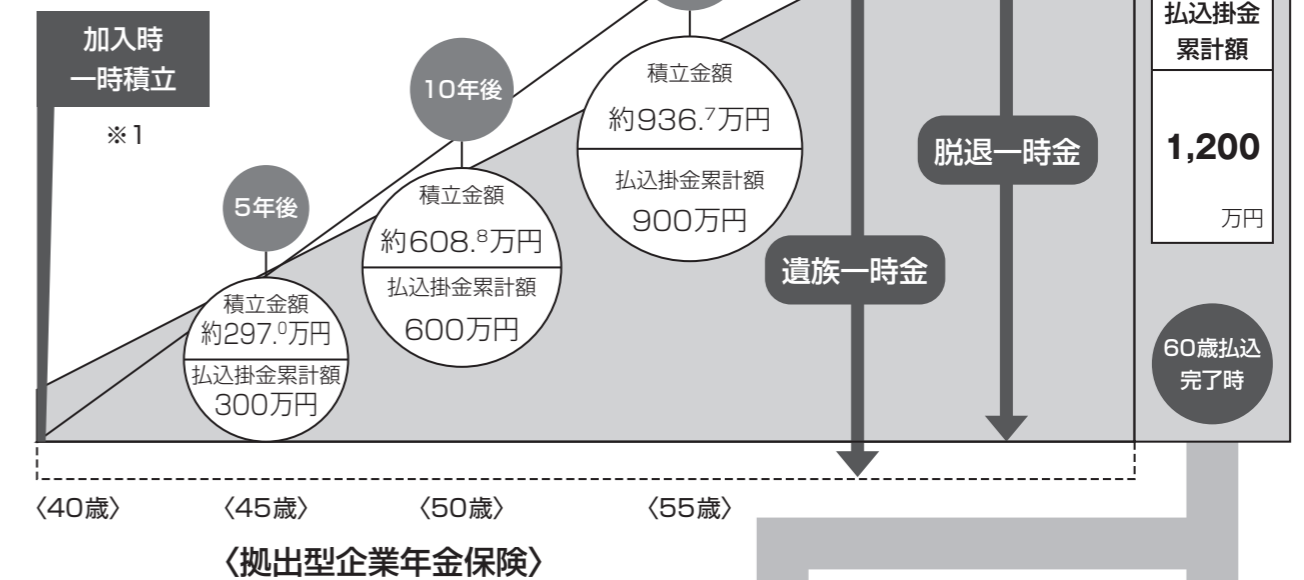 加入時
一時積立
※1
5年後
積立金額
約297.0万円
払込掛金累計額
300万円
10年後
積立金額
約608.8万円
払込掛金累計額
600万円
積立金額
約936.7万円
払込掛金累計額
900万円
遺族一時金
脱退一時金
払込掛金
累計額
1,200
万円
60歳払込
完了時
〈40歳〉
〈45歳〉
〈50歳〉
〈55歳〉
〈拠出型企業年金保険〉